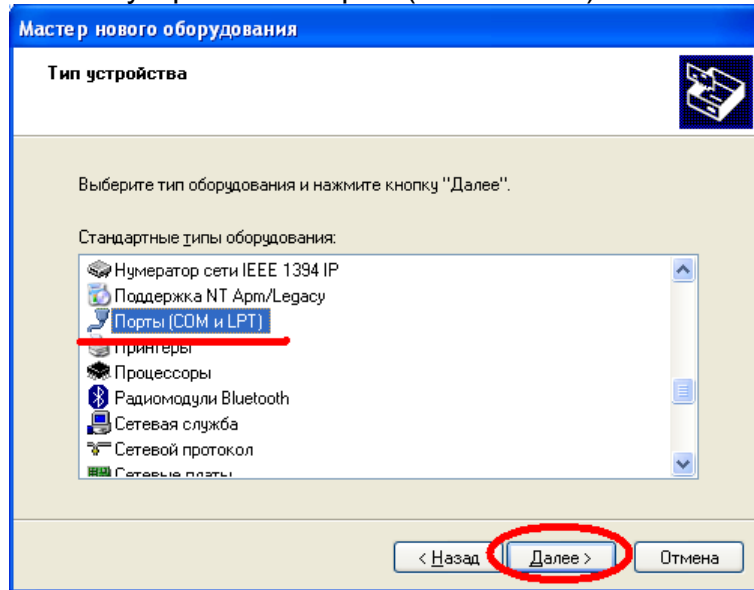 Мастер нового оборудования
Тип устройства
Выберите тип оборудования и нажмите кнопку "Далее".
Стандартные типы оборудования:
Нумератор сети IEEE 1394 IP
Поддержка NT Apm/Legacy
Порты (COM и LPT)
Принтеры
Процессоры
Радиомодули Bluetooth
Сетевая служба
Сетевой протокол
Сетевые платы
< Назад Далее > Отмена